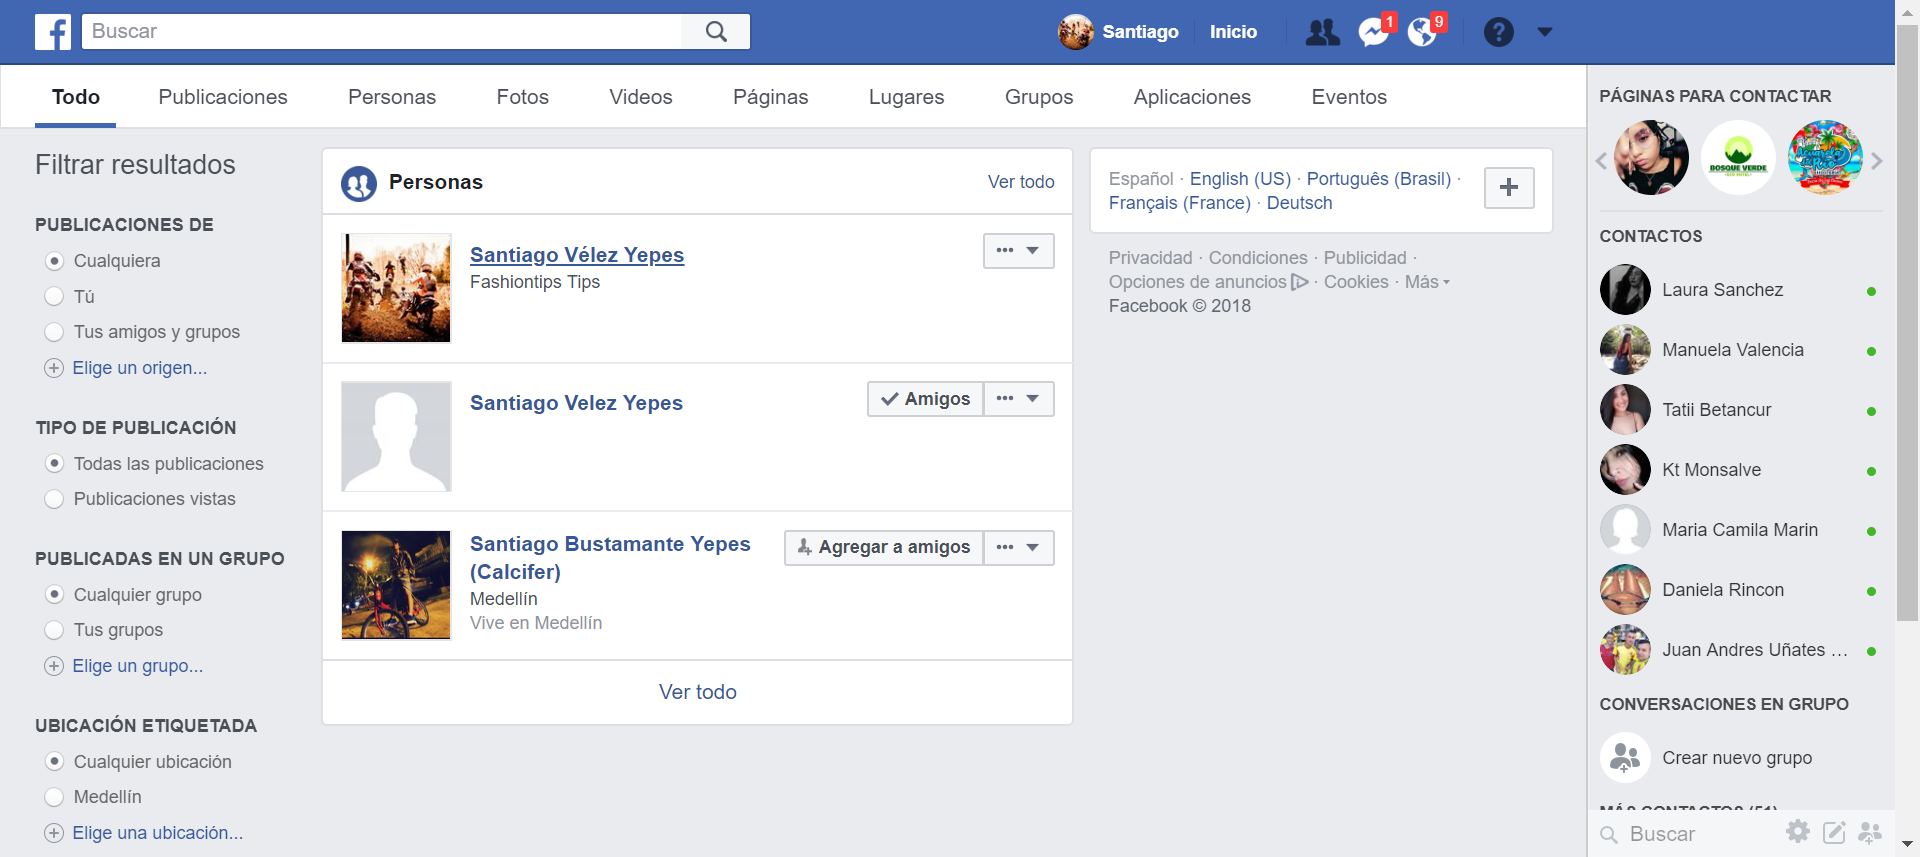 Buscar
Santiago
Inicio
1
9
Todo
Publicaciones
Personas
Fotos
Videos
Páginas
Lugares
Grupos
Aplicaciones
Eventos
Filtrar resultados
PUBLICACIONES DE
Cualquiera
Tú
Tus amigos y grupos
Elige un origen...
TIPO DE PUBLICACIÓN
Todas las publicaciones
Publicaciones vistas
PUBLICADAS EN UN GRUPO
Cualquier grupo
Tus grupos
Elige un grupo...
UBICACIÓN ETIQUETADA
Cualquier ubicación
Medellín
Elige una ubicación...
Personas
Ver todo
Santiago Vélez Yepes
Fashiontips Tips
Santiago Velez Yepes
Amigos
Santiago Bustamante Yepes
(Calcifer)
Agregar a amigos
Medellín
Vive en Medellín
Ver todo
Español · English (US) · Português (Brasil) ·
Français (France) · Deutsch
Privacidad · Condiciones · Publicidad ·
Opciones de anuncios · Cookies · Más
Facebook © 2018
PÁGINAS PARA CONTACTAR
BOSQUE VERDE
CONTACTOS
Laura Sanchez
Manuela Valencia
Tatii Betancur
Kt Monsalve
Maria Camila Marin
Daniela Rincon
Juan Andres Uñates ...
CONVERSACIONES EN GRUPO
Crear nuevo grupo
MÁS CONTACTOS (51)
Buscar